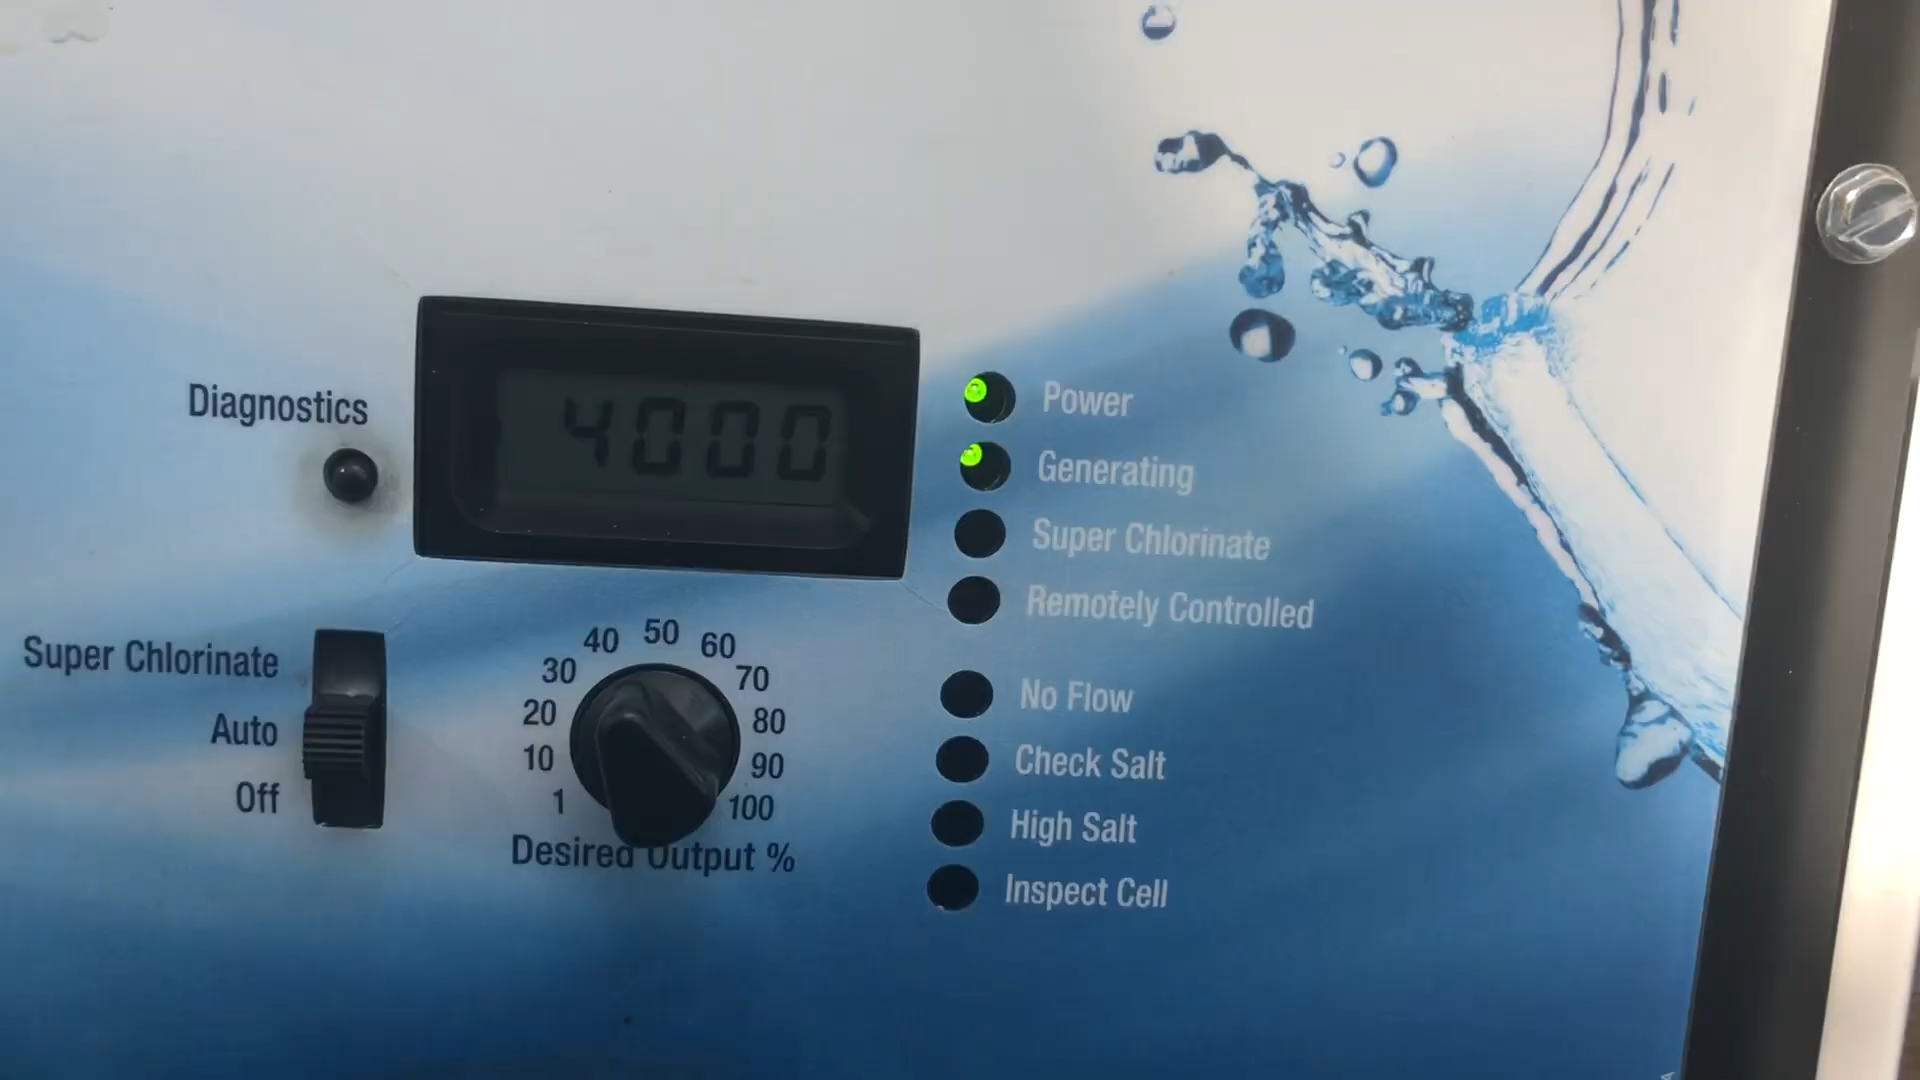 4000
Diagnostics
Power
Generating
Super Chlorinate
Remotely Controlled
No Flow
Check Salt
High Salt
Inspect Cell
Super Chlorinate
Auto
Off
1
10
20
30
40
50
60
70
80
90
100
Desired Output %